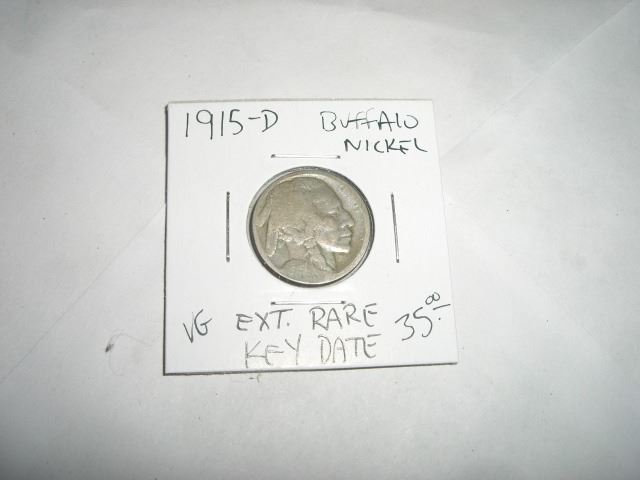 1915-D BUFFALO
NICKEL
VG EXT. RARE 35.00
KEY DATE